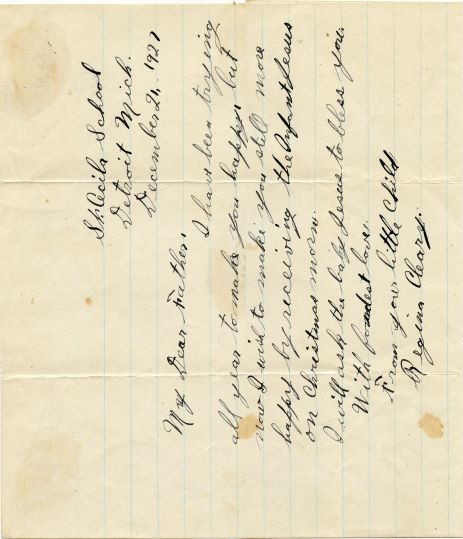 St. Cecila School
Detroit Mich.
December 21, 1927
My Dear Father,
I have been trying
all year to make you happy, but
now I wish to make you still more
happy by receiving the Infant Jesus
on Christmas morn.
I will ask the baby Jesus to bless you.
With fondest love.
From your little child
Regina Cleary.